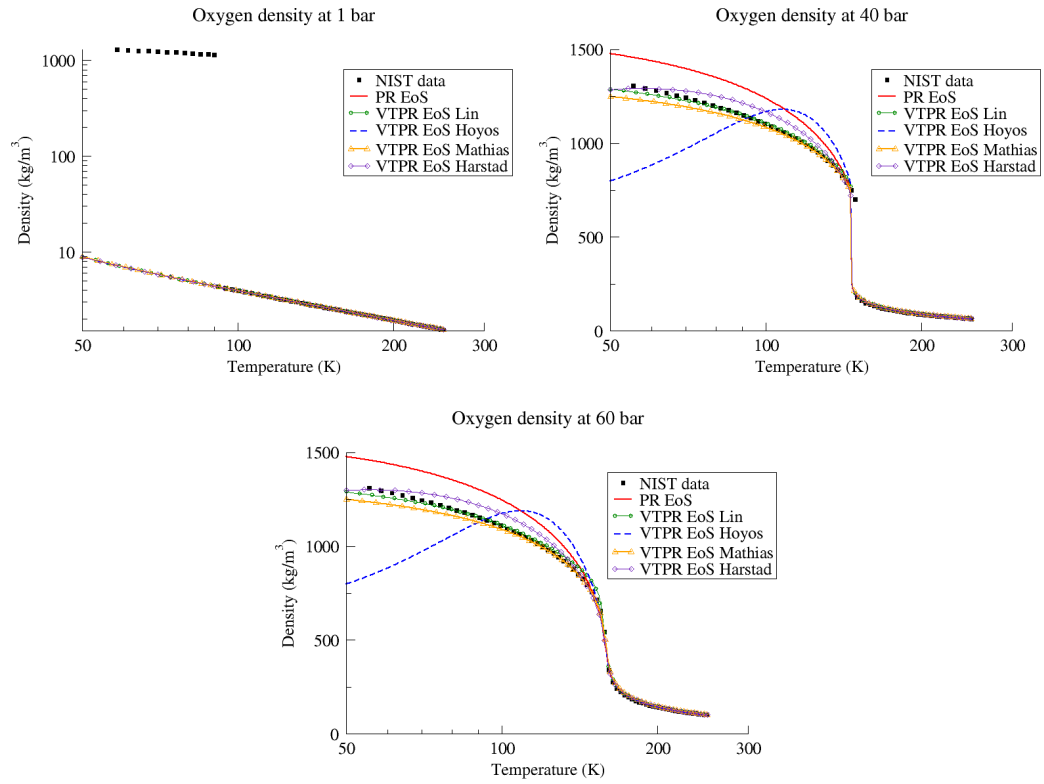 Oxygen density at 1 bar
1000
100
10
Density (kg/m³)
50
100
200
300
Temperature (K)
NIST data
PR EoS
VTPR EoS Lin
VTPR EoS Hoyos
VTPR EoS Mathias
VTPR EoS Harstad
Oxygen density at 40 bar
1500
1000
500
0
Density (kg/m³)
50
100
200
300
Temperature (K)
NIST data
PR EoS
VTPR EoS Lin
VTPR EoS Hoyos
VTPR EoS Mathias
VTPR EoS Harstad
Oxygen density at 60 bar
1500
1000
500
0
Density (kg/m³)
50
100
200
300
Temperature (K)
NIST data
PR EoS
VTPR EoS Lin
VTPR EoS Hoyos
VTPR EoS Mathias
VTPR EoS Harstad